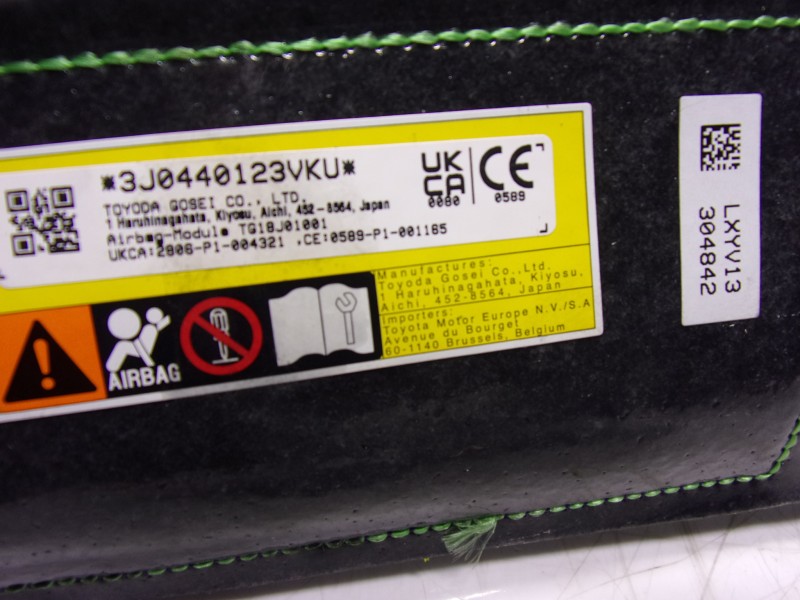 *3J0440123VKU*
TOYODA GOSEI CO., LTD.
1 Haruhinagahata, Kiyosu, Aichi, 452-8564, Japan
Airbag-Module TG18J01001
UKCA:2806-P1-004321 ,CE:0589-P1-001165
UK
CA
0080
CE
0589
Manufactures:
Toyoda Gosei Co.,Ltd.
1 Haruhinagahata, Kiyosu,
Aichi, 452-8564, Japan
Importers:
Toyota Motor Europe N.V./S.A
Avenue du Bourget
60-1140 Brussels, Belgium
AIRBAG
LXYV13
304842